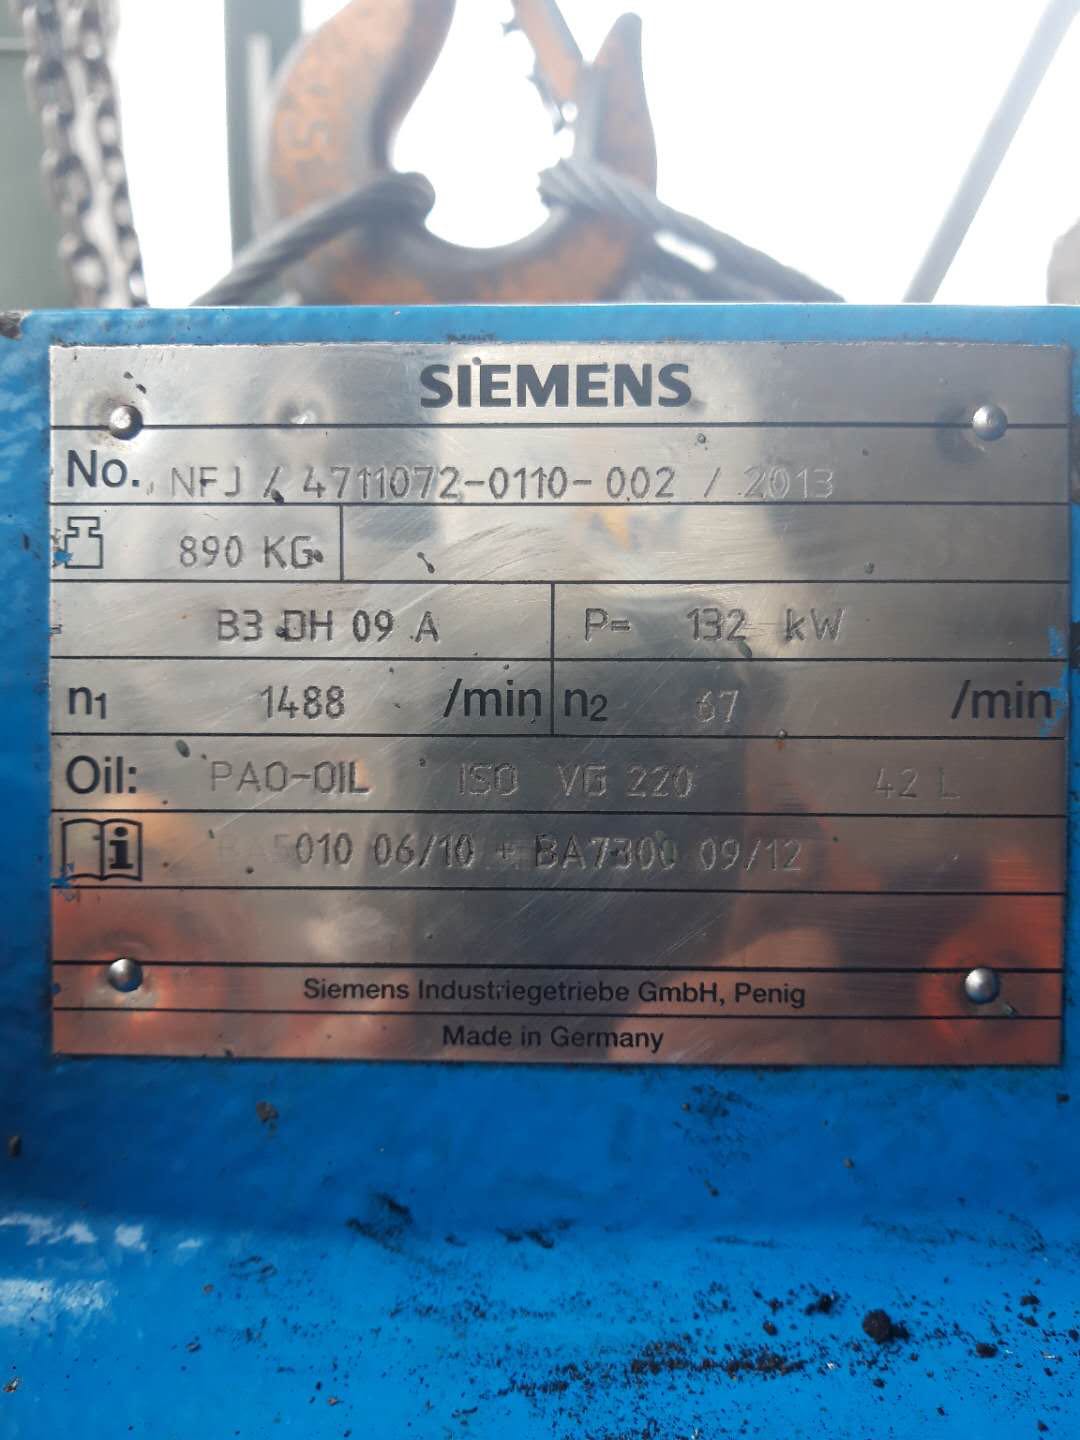 SIEMENS
No. NFJ / 4711072-0110-002 / 2013
890 KG
B3 DH 09 A P= 132 kW
n1 1488 /min n2 67 /min
Oil: PAO-OIL ISO VG 220 42 L
BA5010 06/10 + BA7300 09/12
Siemens Industriegetriebe GmbH, Penig
Made in Germany